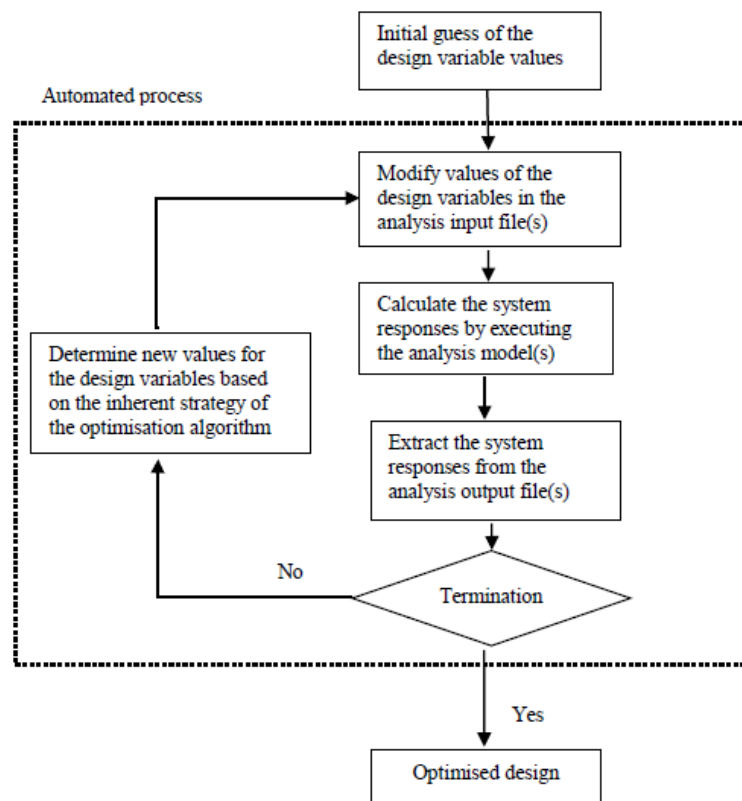 Initial guess of the
design variable values
Automated process
Modify values of the
design variables in the
analysis input file(s)
Calculate the system
responses by executing
the analysis model(s)
Determine new values for
the design variables based
on the inherent strategy of
the optimisation algorithm
Extract the system
responses from the
analysis output file(s)
No
Termination
Yes
Optimised design